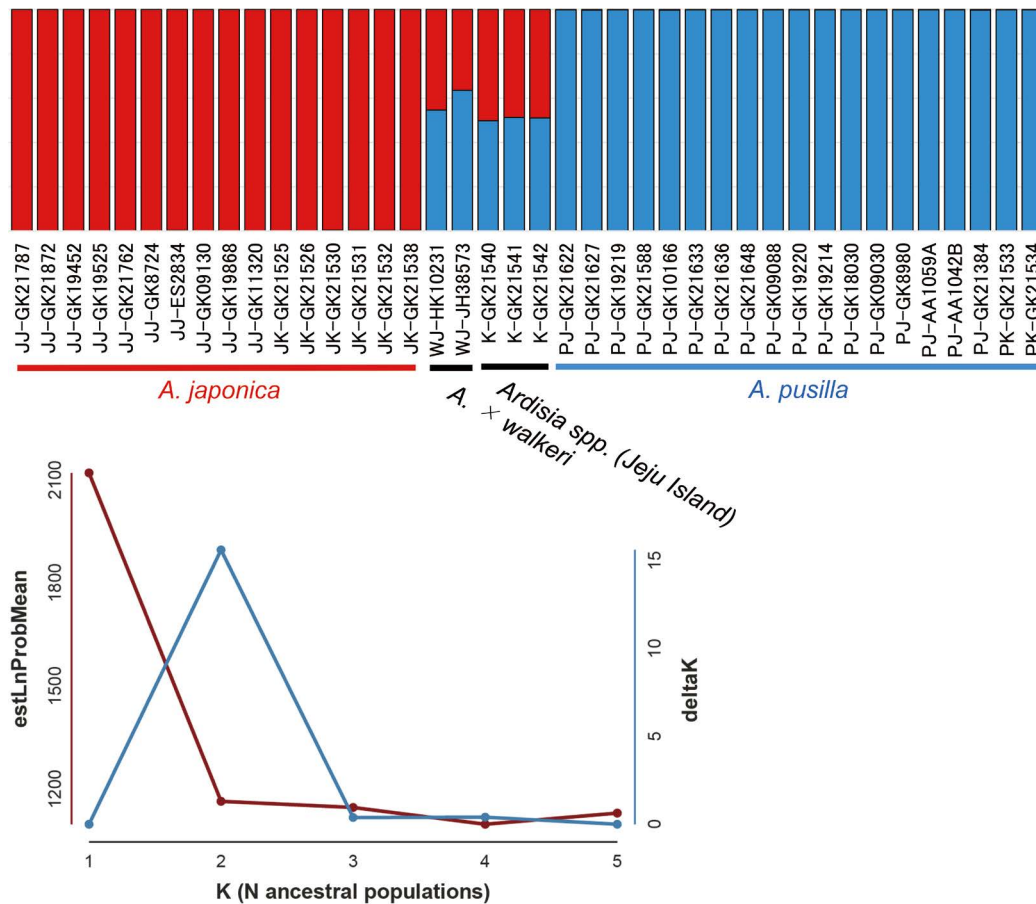 JJ-GK21787
JJ-GK21872
JJ-GK19452
JJ-GK19525
JJ-GK21762
JJ-GK8724
JJ-ES2834
JJ-GK09130
JJ-GK19868
JJ-GK11320
JK-GK21525
JK-GK21526
JK-GK21530
JK-GK21531
JK-GK21532
JK-GK21538
WJ-HK10231
WJ-JH38573
K-GK21540
K-GK21541
K-GK21542
PJ-GK21622
PJ-GK21627
PJ-GK19219
PJ-GK21588
PJ-GK10166
PJ-GK21633
PJ-GK21636
PJ-GK21648
PJ-GK09088
PJ-GK19220
PJ-GK19214
PJ-GK18030
PJ-GK09030
PJ-GK8980
PJ-AA1059A
PJ-AA1042B
PJ-GK21384
PK-GK21533
PK-GK21534
A. japonica
A. × walkeri
Ardisia spp. (Jeju Island)
A. pusilla
estLnProbMean
2100
1800
1500
1200
15
10
5
0
deltaK
1 2 3 4 5
K (N ancestral populations)